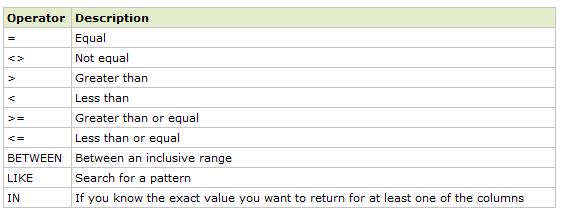 Operator Description
= Equal
<> Not equal
> Greater than
< Less than
>= Greater than or equal
<= Less than or equal
BETWEEN Between an inclusive range
LIKE Search for a pattern
IN If you know the exact value you want to return for at least one of the columns